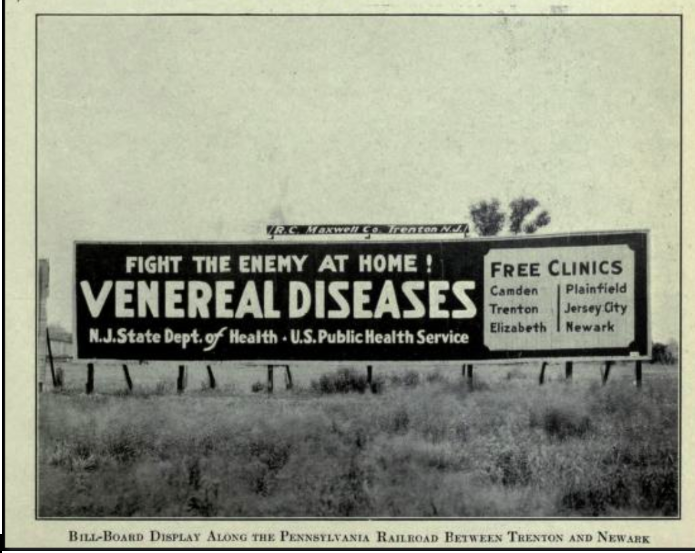 R.C. Maxwell Co. Trenton N.J.
FIGHT THE ENEMY AT HOME!
VENEREAL DISEASES
N.J. State Dept. of Health · U.S. Public Health Service
FREE CLINICS
Camden
Trenton
Elizabeth
Plainfield
Jersey City
Newark
BILL-BOARD DISPLAY ALONG THE PENNSYLVANIA RAILROAD BETWEEN TRENTON AND NEWARK